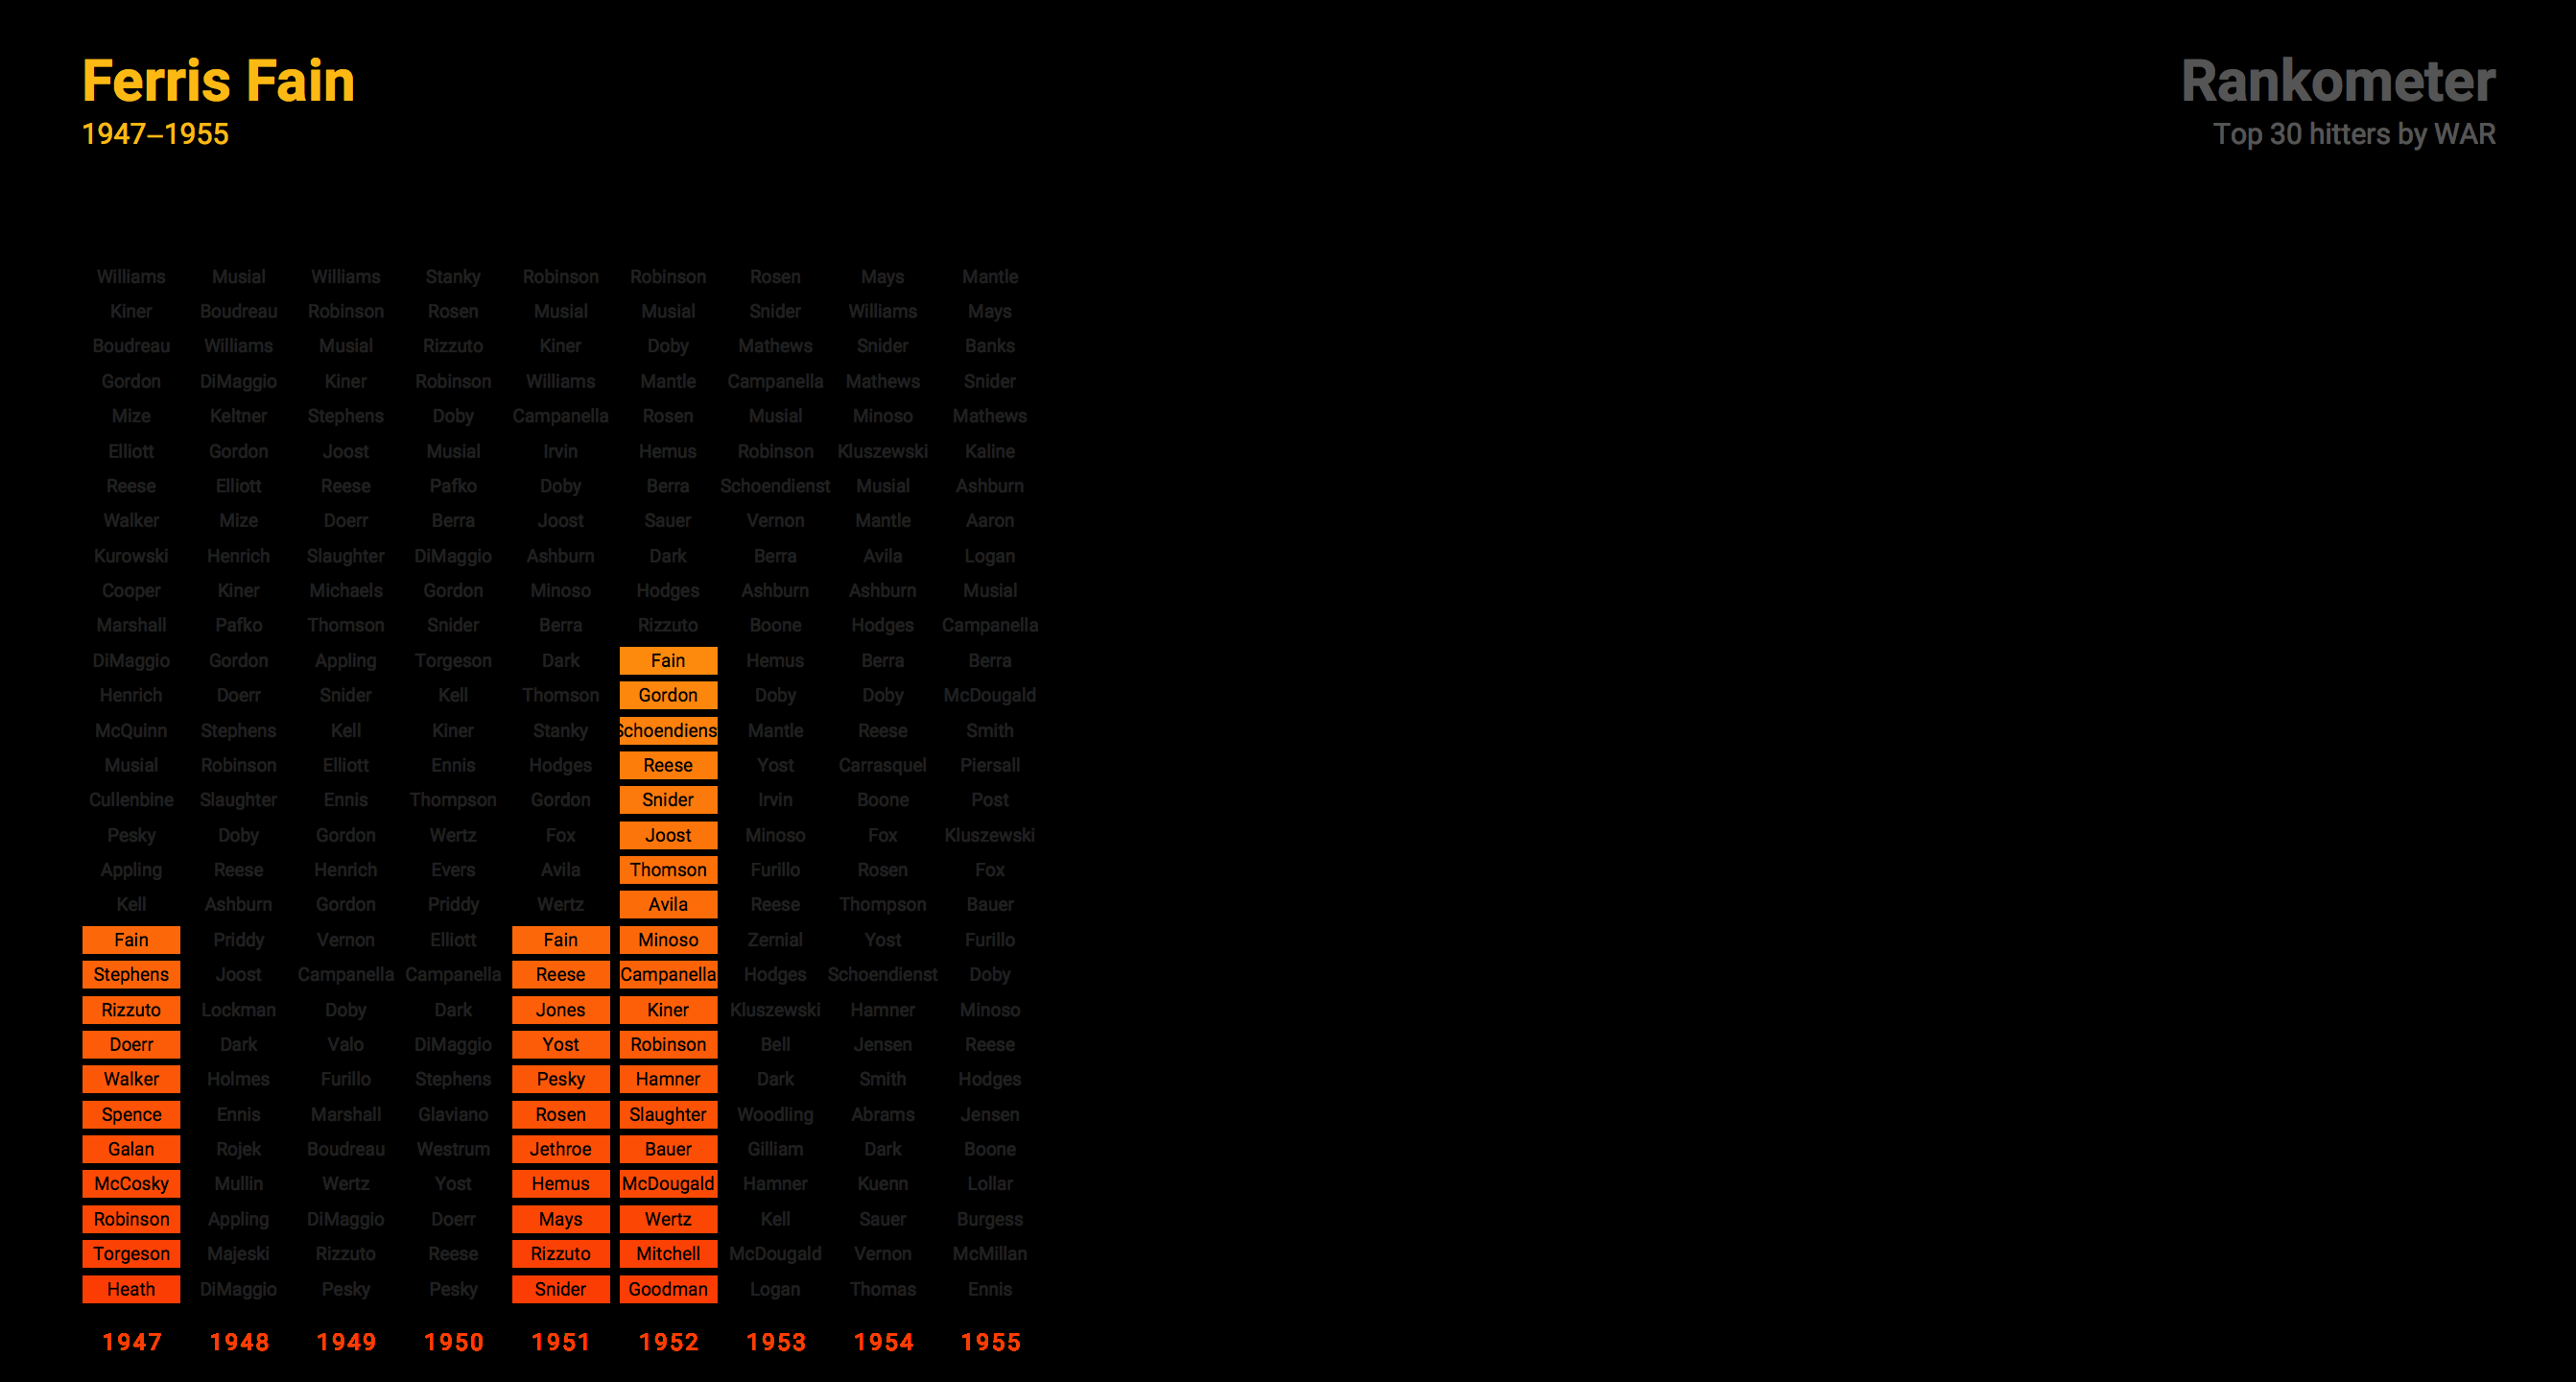 Ferris Fain
1947–1955
Rankometer
Top 30 hitters by WAR
Williams Musial Williams Stanky Robinson Robinson Rosen Mays Mantle
Kiner Boudreau Robinson Rosen Musial Musial Snider Williams Mays
Boudreau Williams Musial Rizzuto Kiner Doby Mathews Snider Banks
Gordon DiMaggio Kiner Robinson Williams Mantle Campanella Mathews Snider
Mize Keltner Stephens Doby Campanella Rosen Musial Minoso Mathews
Elliott Gordon Joost Musial Irvin Hemus Robinson Kluszewski Kaline
Reese Elliott Reese Pafko Doby Berra Schoendienst Musial Ashburn
Walker Mize Doerr Berra Joost Sauer Vernon Mantle Aaron
Kurowski Henrich Slaughter DiMaggio Ashburn Dark Berra Avila Logan
Cooper Kiner Michaels Gordon Minoso Hodges Ashburn Ashburn Musial
Marshall Pafko Thomson Snider Berra Rizzuto Boone Hodges Campanella
DiMaggio Gordon Appling Torgeson Dark Fain Hemus Berra Berra
Henrich Doerr Snider Kell Thomson Gordon Doby Doby McDougald
McQuinn Stephens Kell Kiner Stanky Schoendiens Mantle Reese Smith
Musial Robinson Elliott Ennis Hodges Reese Yost Carrasquel Piersall
Cullenbine Slaughter Ennis Thompson Gordon Snider Irvin Boone Post
Pesky Doby Gordon Wertz Fox Joost Minoso Fox Kluszewski
Appling Reese Henrich Evers Avila Thomson Furillo Rosen Fox
Kell Ashburn Gordon Priddy Wertz Avila Reese Thompson Bauer
Fain Priddy Vernon Elliott Fain Minoso Zernial Yost Furillo
Stephens Joost Campanella Campanella Reese Campanella Hodges Schoendienst Doby
Rizzuto Lockman Doby Dark Jones Kiner Kluszewski Hamner Minoso
Doerr Dark Valo DiMaggio Yost Robinson Bell Jensen Reese
Walker Holmes Furillo Stephens Pesky Hamner Dark Smith Hodges
Spence Ennis Marshall Glaviano Rosen Slaughter Woodling Abrams Jensen
Galan Rojek Boudreau Westrum Jethroe Bauer Gilliam Dark Boone
McCosky Mullin Wertz Yost Hemus McDougald Hamner Kuenn Lollar
Robinson Appling DiMaggio Doerr Mays Wertz Kell Sauer Burgess
Torgeson Majeski Rizzuto Reese Rizzuto Mitchell McDougald Vernon McMillan
Heath DiMaggio Pesky Pesky Snider Goodman Logan Thomas Ennis
1947 1948 1949 1950 1951 1952 1953 1954 1955